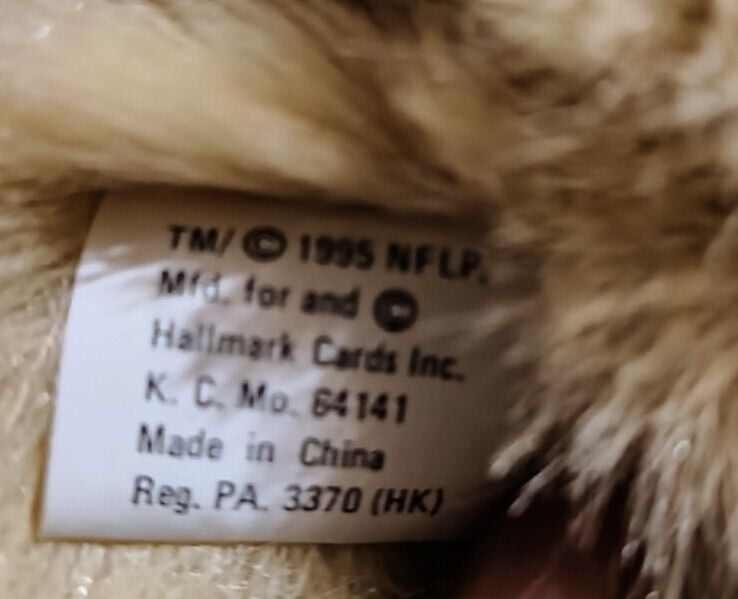 TM/ © 1995 NFLP.
Mfd. for and ©
Hallmark Cards Inc.
K. C. Mo. 64141
Made in China
Reg. PA. 3370 (HK)